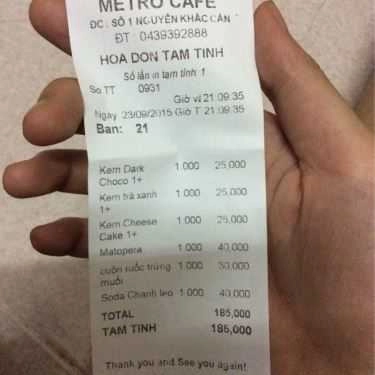 METRO CAFE
ĐC : SỐ 1 NGUYỄN KHẮC CẦN
ĐT : 0439392888
HOA DON TAM TINH
Số lần in tạm tính: 1
So TT 0931
Giờ và 21:09:35
Ngày 23/09/2015 Giờ T 21:09:35
Ban: 21
Kem Dark 1.000 25,000
Choco 1+
Kem trà xanh 1.000 25,000
1+
Kem Cheese 1.000 25,000
Cake 1+
Matopera 1.000 40,000
cuộn ruốc trứng 1.000 30,000
muối
Soda Chanh leo 1.000 40,000
TOTAL 185,000
TAM TINH 185,000
Thank you and See you again!